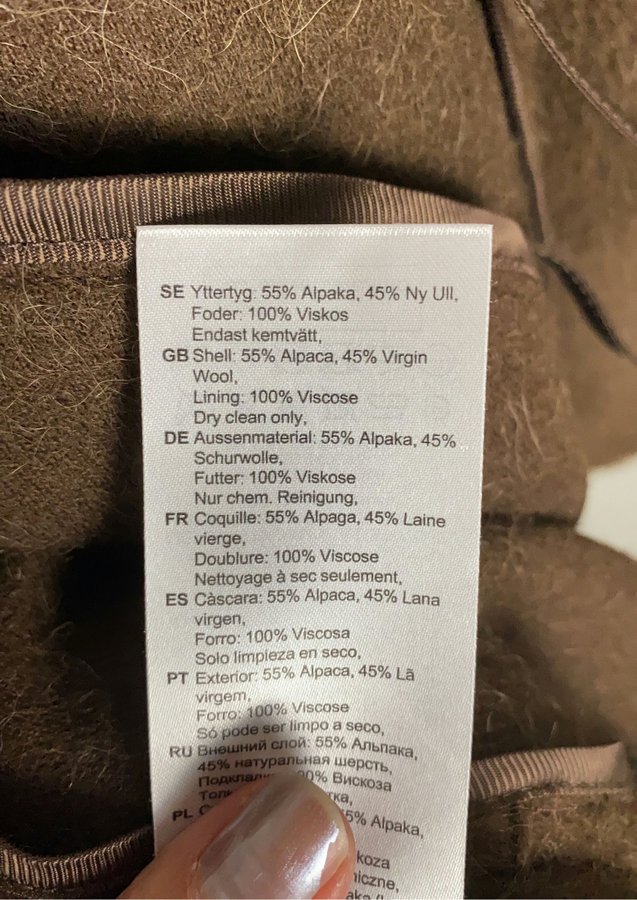 SE Yttertyg: 55% Alpaka, 45% Ny Ull,
Foder: 100% Viskos
Endast kemtvätt,
GB Shell: 55% Alpaca, 45% Virgin
Wool,
Lining: 100% Viscose
Dry clean only,
DE Aussenmaterial: 55% Alpaka, 45%
Schurwolle,
Futter: 100% Viskose
Nur chem. Reinigung,
FR Coquille: 55% Alpaga, 45% Laine
vierge,
Doublure: 100% Viscose
Nettoyage à sec seulement,
ES Càscara: 55% Alpaca, 45% Lana
virgen,
Forro: 100% Viscosa
Solo limpieza en seco,
PT Exterior: 55% Alpaca, 45% Lã
virgem,
Forro: 100% Viscose
Só pode ser limpo a seco,
RU Внешний слой: 55% Альпака,
45% натуральная шерсть,
Вискоза
PL Alpaka,